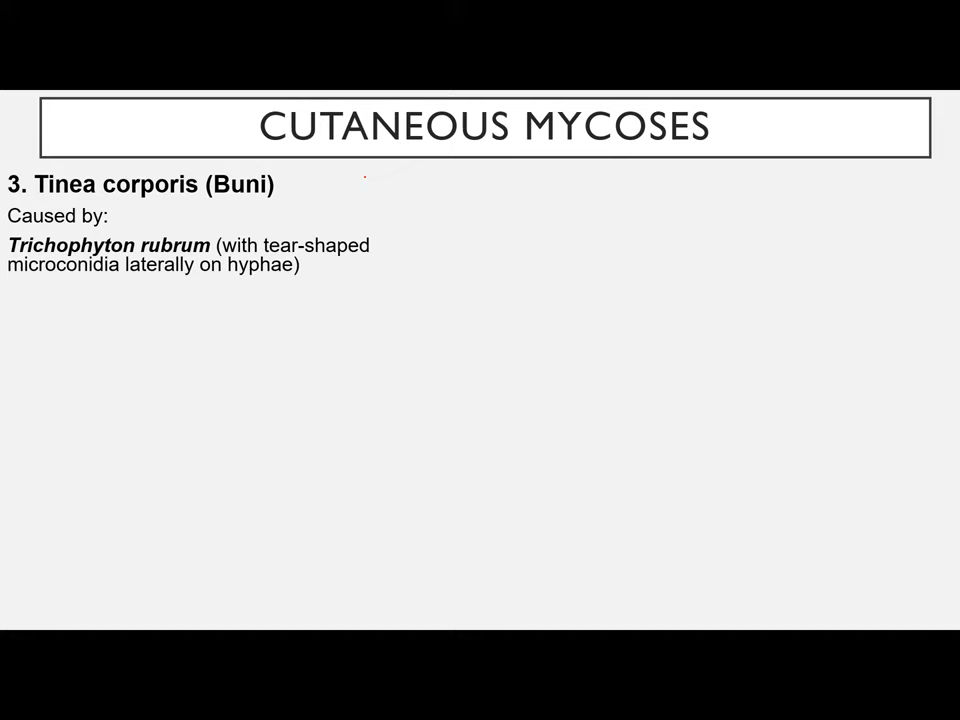 CUTANEOUS MYCOSES
3. Tinea corporis (Buni)
Caused by:
Trichophyton rubrum (with tear-shaped
microconidia laterally on hyphae)